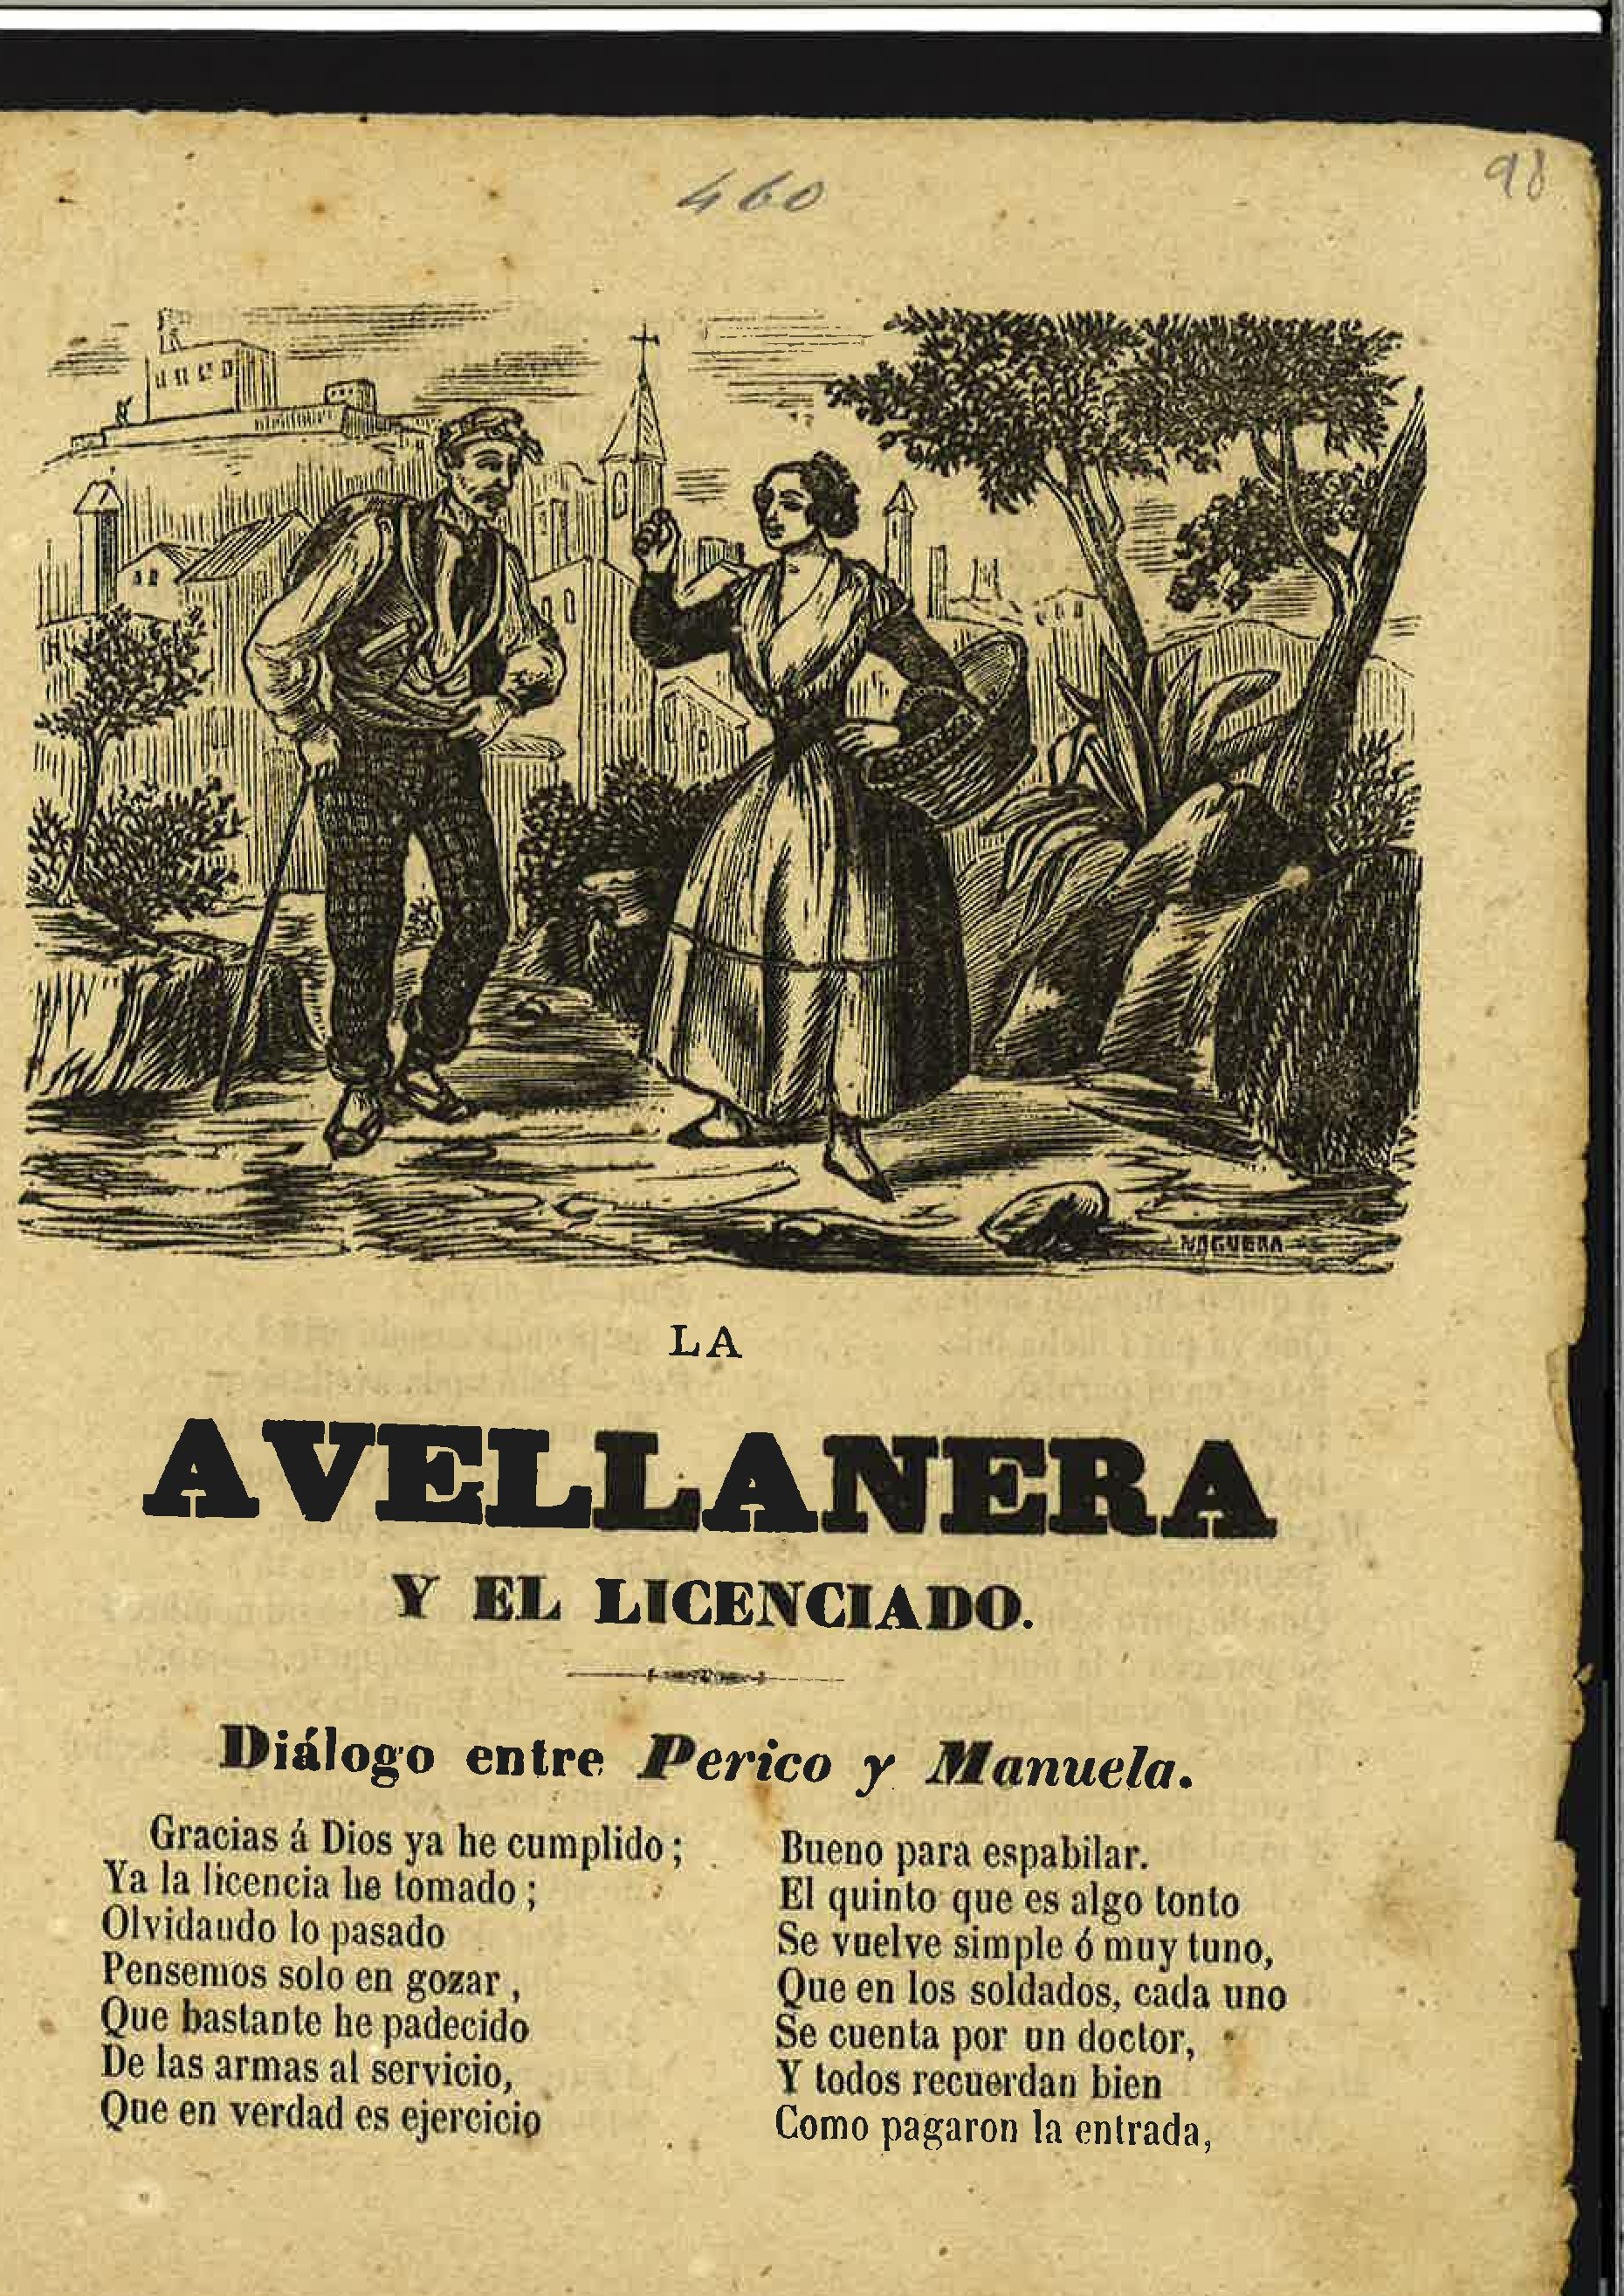 460
98
NOGUERA
LA
AVELLANERA
Y EL LICENCIADO.
Diálogo entre Perico y Manuela.
Gracias á Dios ya he cumplido;
Ya la licencia he tomado;
Olvidando lo pasado
Pensemos solo en gozar,
Que bastante he padecido
De las armas al servicio,
Que en verdad es ejercicio
Bueno para espabilar.
El quinto que es algo tonto
Se vuelve simple ó muy tuno,
Que en los soldados, cada uno
Se cuenta por un doctor,
Y todos recuerdan bien
Como pagaron la entrada,